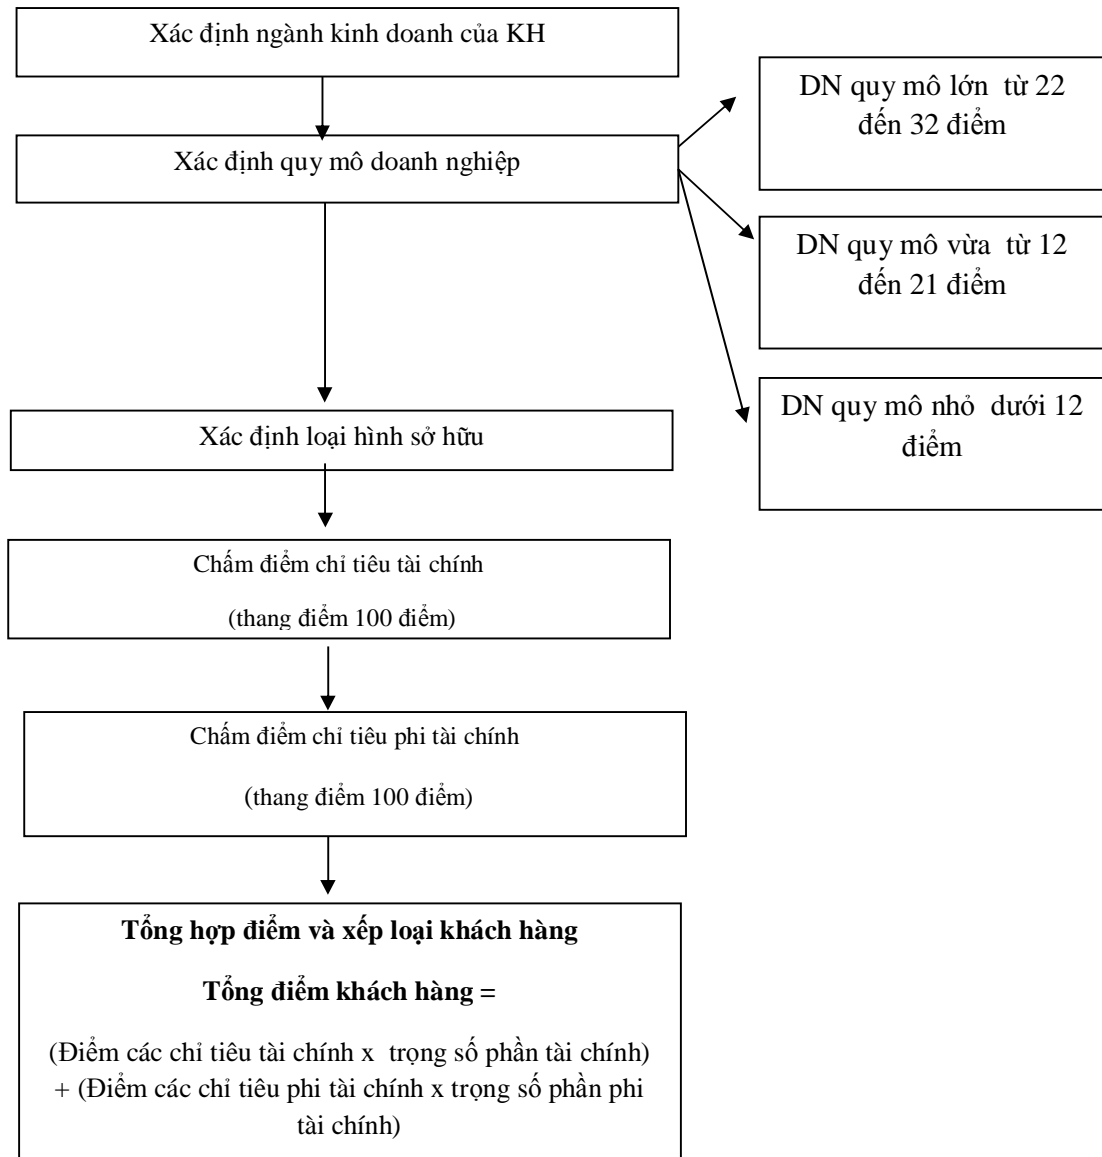 Xác định ngành kinh doanh của KH
Xác định quy mô doanh nghiệp
DN quy mô lớn từ 22
đến 32 điểm
DN quy mô vừa từ 12
đến 21 điểm
DN quy mô nhỏ dưới 12
điểm
Xác định loại hình sở hữu
Chấm điểm chỉ tiêu tài chính
(thang điểm 100 điểm)
Chấm điểm chỉ tiêu phi tài chính
(thang điểm 100 điểm)
Tổng hợp điểm và xếp loại khách hàng
Tổng điểm khách hàng =
(Điểm các chỉ tiêu tài chính x trọng số phần tài chính)
+ (Điểm các chỉ tiêu phi tài chính x trọng số phần phi
tài chính)